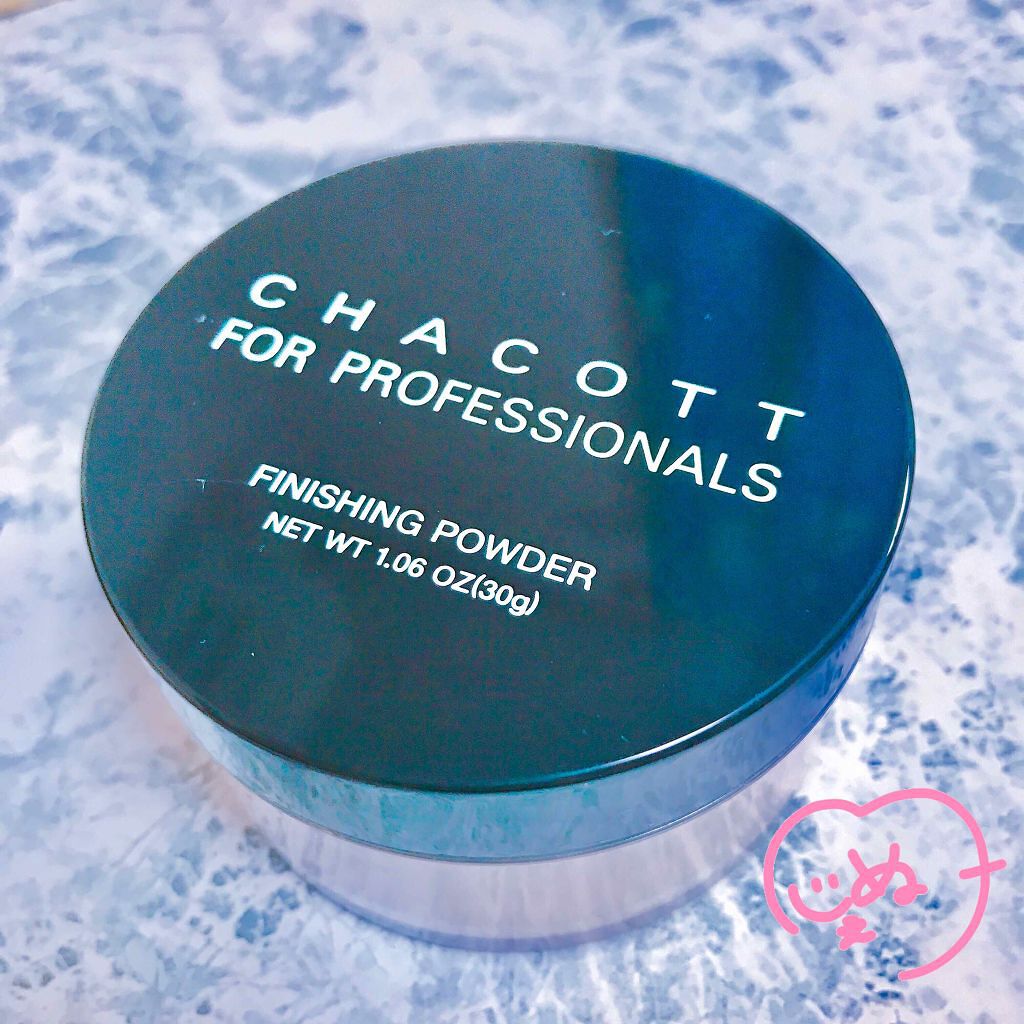 CHACOTT
FOR PROFESSIONALS
FINISHING POWDER
NET WT 1.06 OZ(30g)